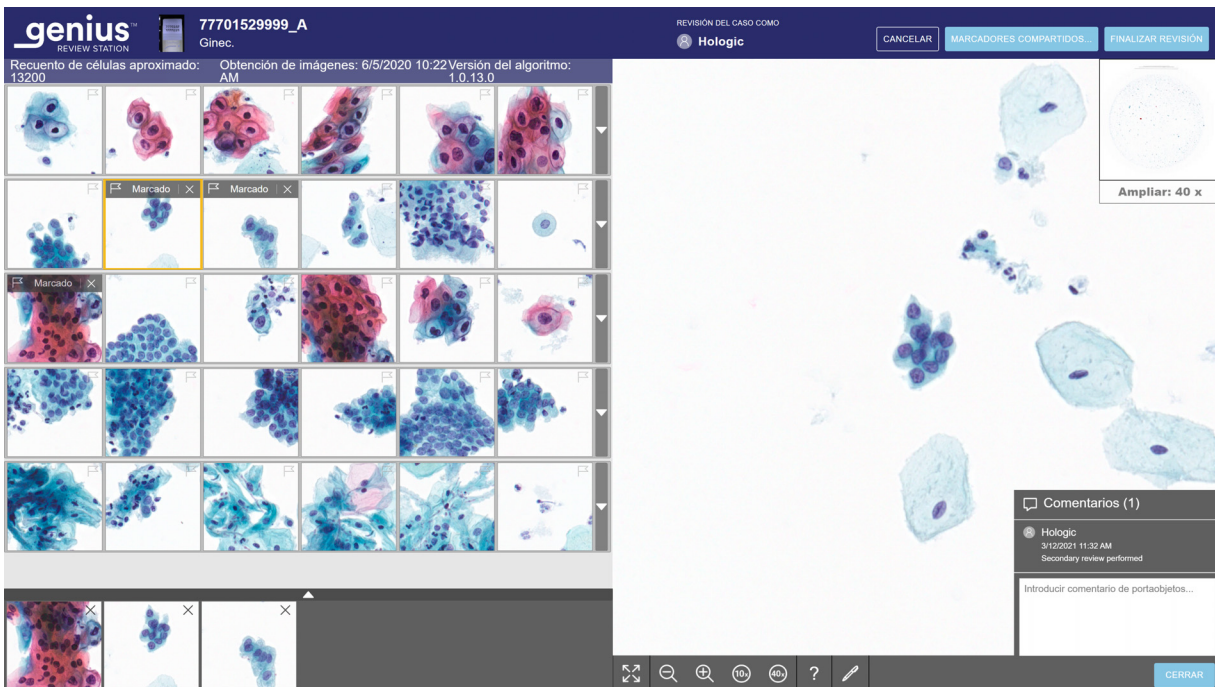 genius™
REVIEW STATION
77701529999_A
Ginec.
REVISIÓN DEL CASO COMO
Hologic
CANCELAR
MARCADORES COMPARTIDOS...
FINALIZAR REVISIÓN
Recuento de células aproximado:
13200
Obtención de imágenes: 6/5/2020 10:22
AM
Versión del algoritmo:
1.0.13.0
Ampliar: 40 x
Marcado
Marcado
Marcado
Comentarios (1)
Hologic
3/12/2021 11:32 AM
Secondary review performed
Introducir comentario de portaobjetos...
10x
40x
?
CERRAR